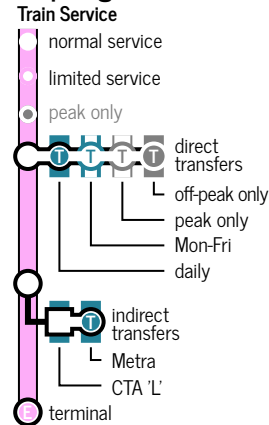 Train Service
normal service
limited service
peak only
T T T T
direct
transfers
off-peak only
peak only
Mon-Fri
daily
T
indirect
transfers
Metra
CTA 'L'
E terminal